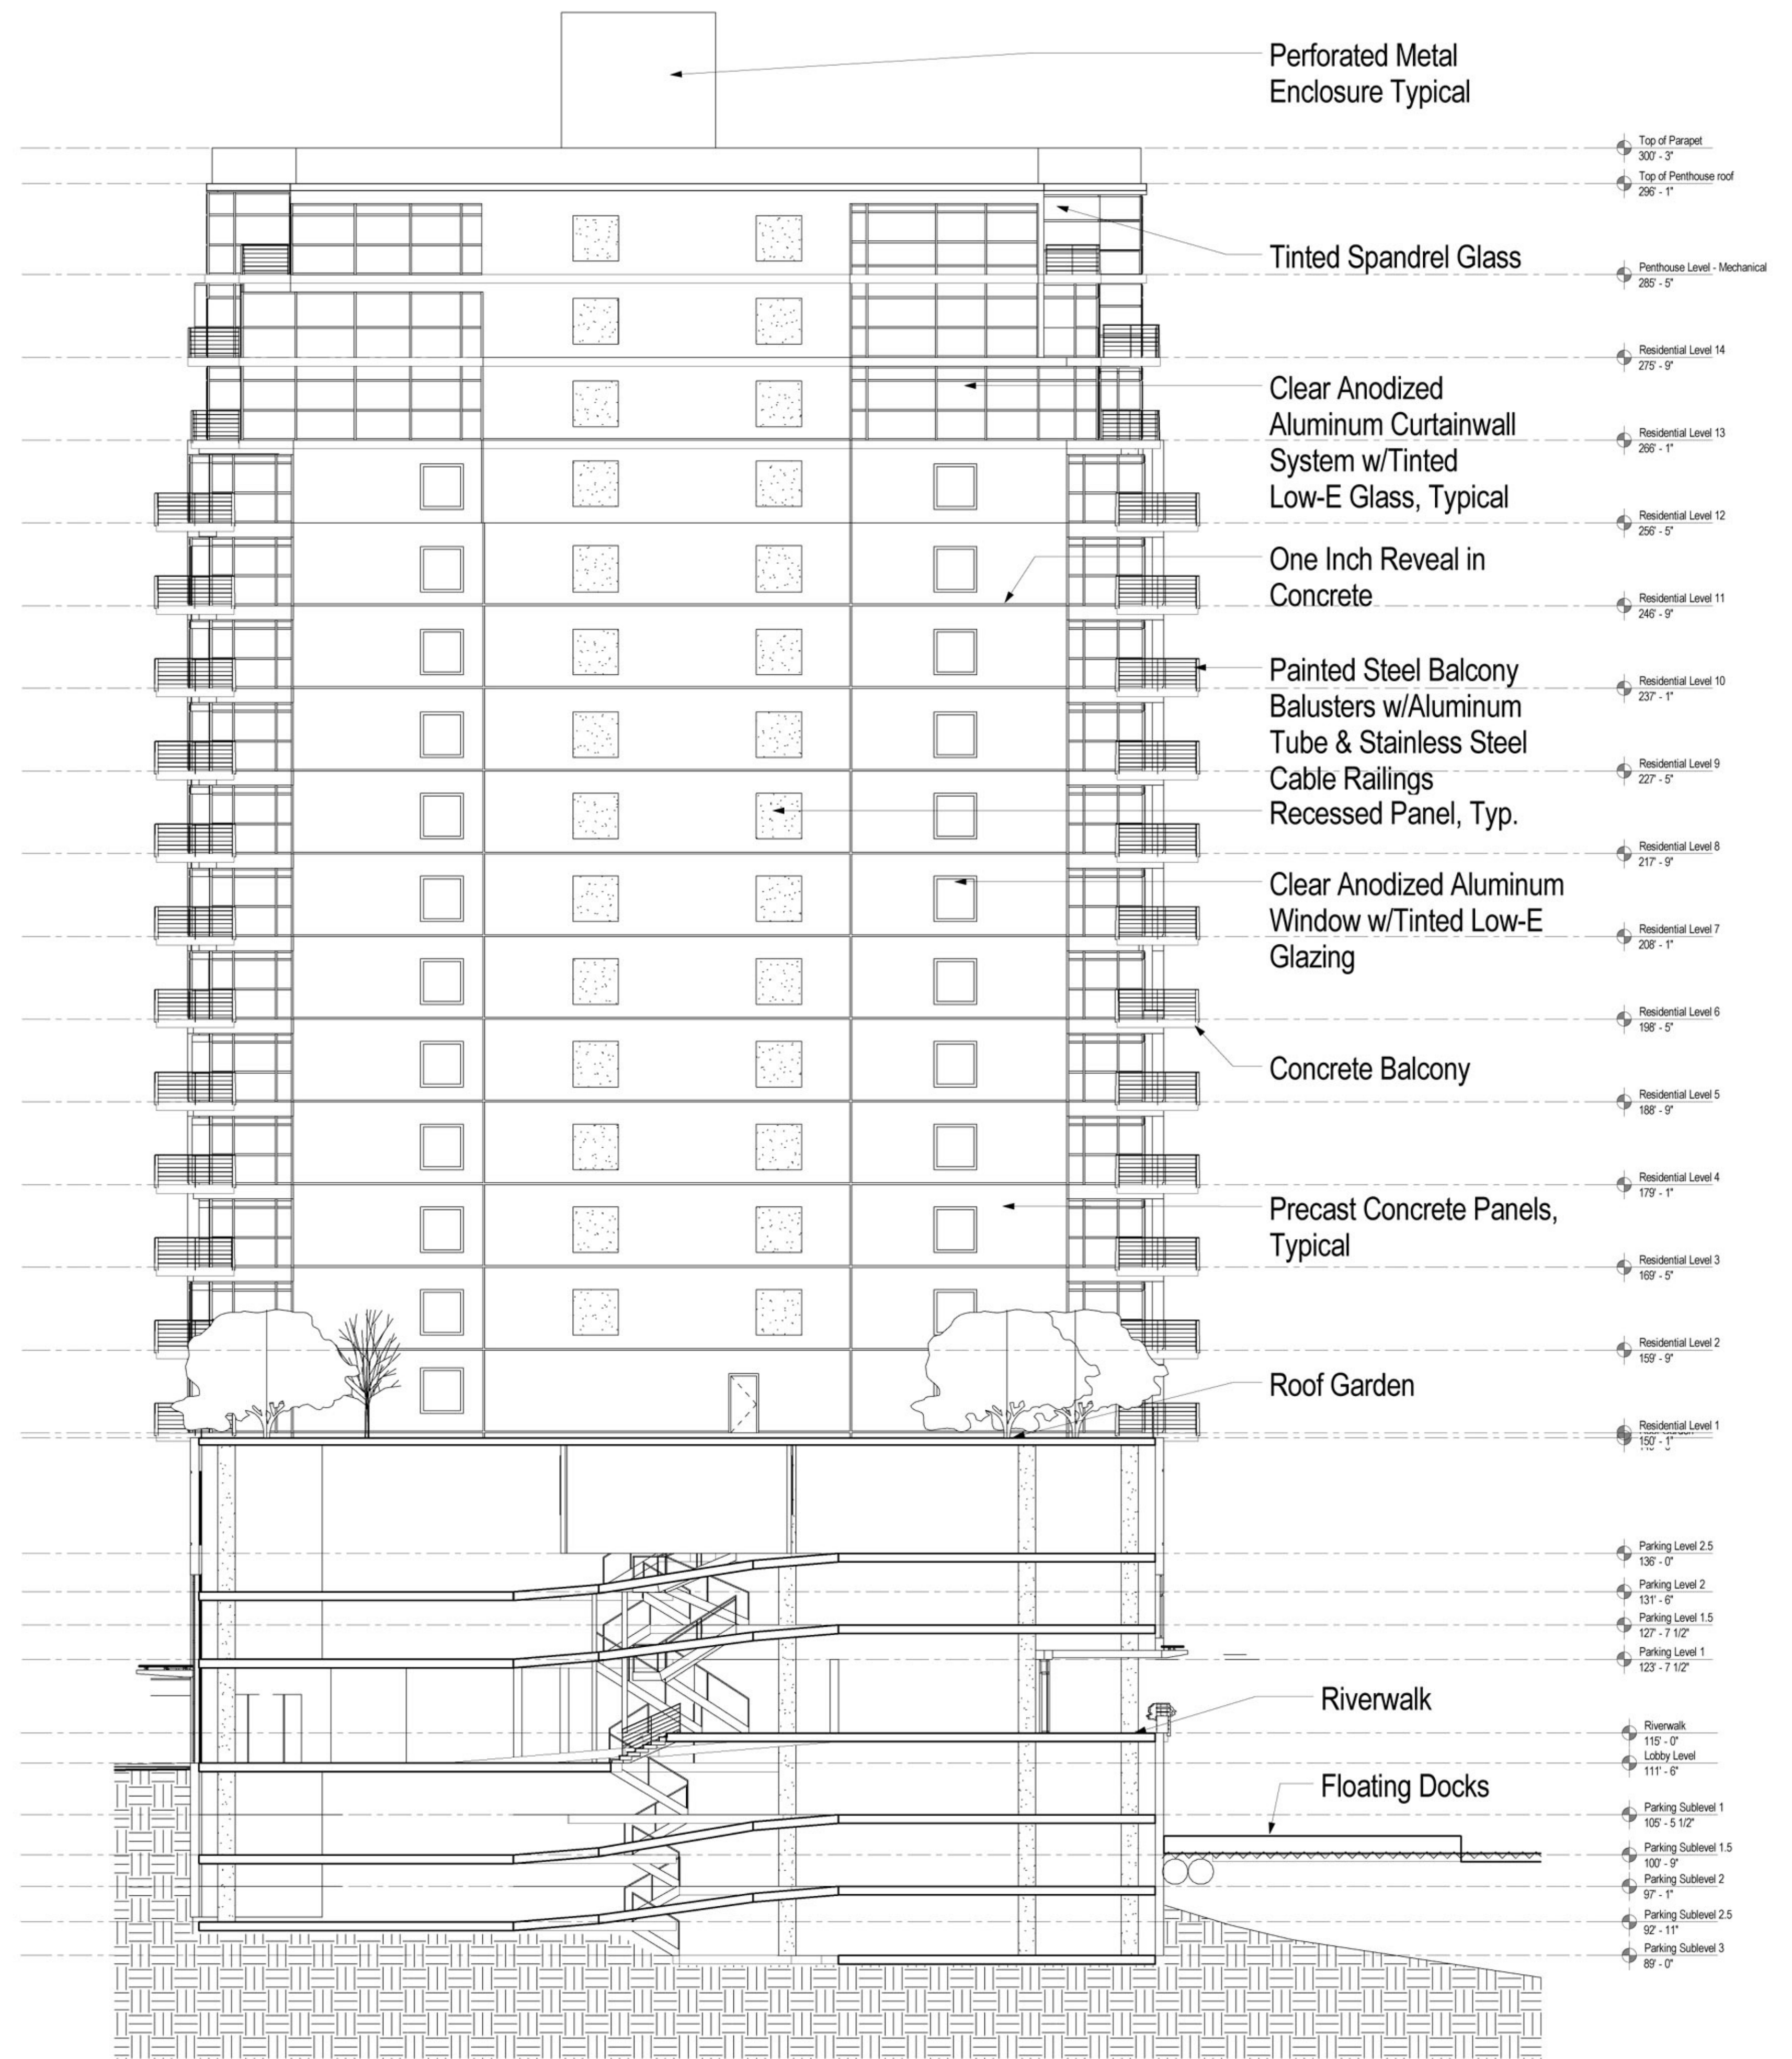 Perforated Metal
Enclosure Typical
Top of Parapet
300' - 3"
Top of Penthouse roof
296' - 1"
Tinted Spandrel Glass
Penthouse Level - Mechanical
285' - 5"
Residential Level 14
275' - 9"
Clear Anodized
Aluminum Curtainwall
System w/Tinted
Low-E Glass, Typical
Residential Level 13
266' - 1"
Residential Level 12
256' - 5"
One Inch Reveal in
Concrete
Residential Level 11
246' - 9"
Painted Steel Balcony
Balusters w/Aluminum
Tube & Stainless Steel
Cable Railings
Residential Level 10
237' - 1"
Residential Level 9
227' - 5"
Recessed Panel, Typ.
Residential Level 8
217' - 9"
Clear Anodized Aluminum
Window w/Tinted Low-E
Glazing
Residential Level 7
208' - 1"
Residential Level 6
198' - 5"
Concrete Balcony
Residential Level 5
188' - 9"
Residential Level 4
179' - 1"
Precast Concrete Panels,
Typical
Residential Level 3
169' - 5"
Residential Level 2
159' - 9"
Roof Garden
Residential Level 1
150' - 1"
Parking Level 2.5
136' - 0"
Parking Level 2
131' - 6"
Parking Level 1.5
127' - 7 1/2"
Parking Level 1
123' - 7 1/2"
Riverwalk
Riverwalk
115' - 0"
Lobby Level
111' - 6"
Floating Docks
Parking Sublevel 1
105' - 5 1/2"
Parking Sublevel 1.5
100' - 9"
Parking Sublevel 2
97' - 1"
Parking Sublevel 2.5
92' - 11"
Parking Sublevel 3
89' - 0"